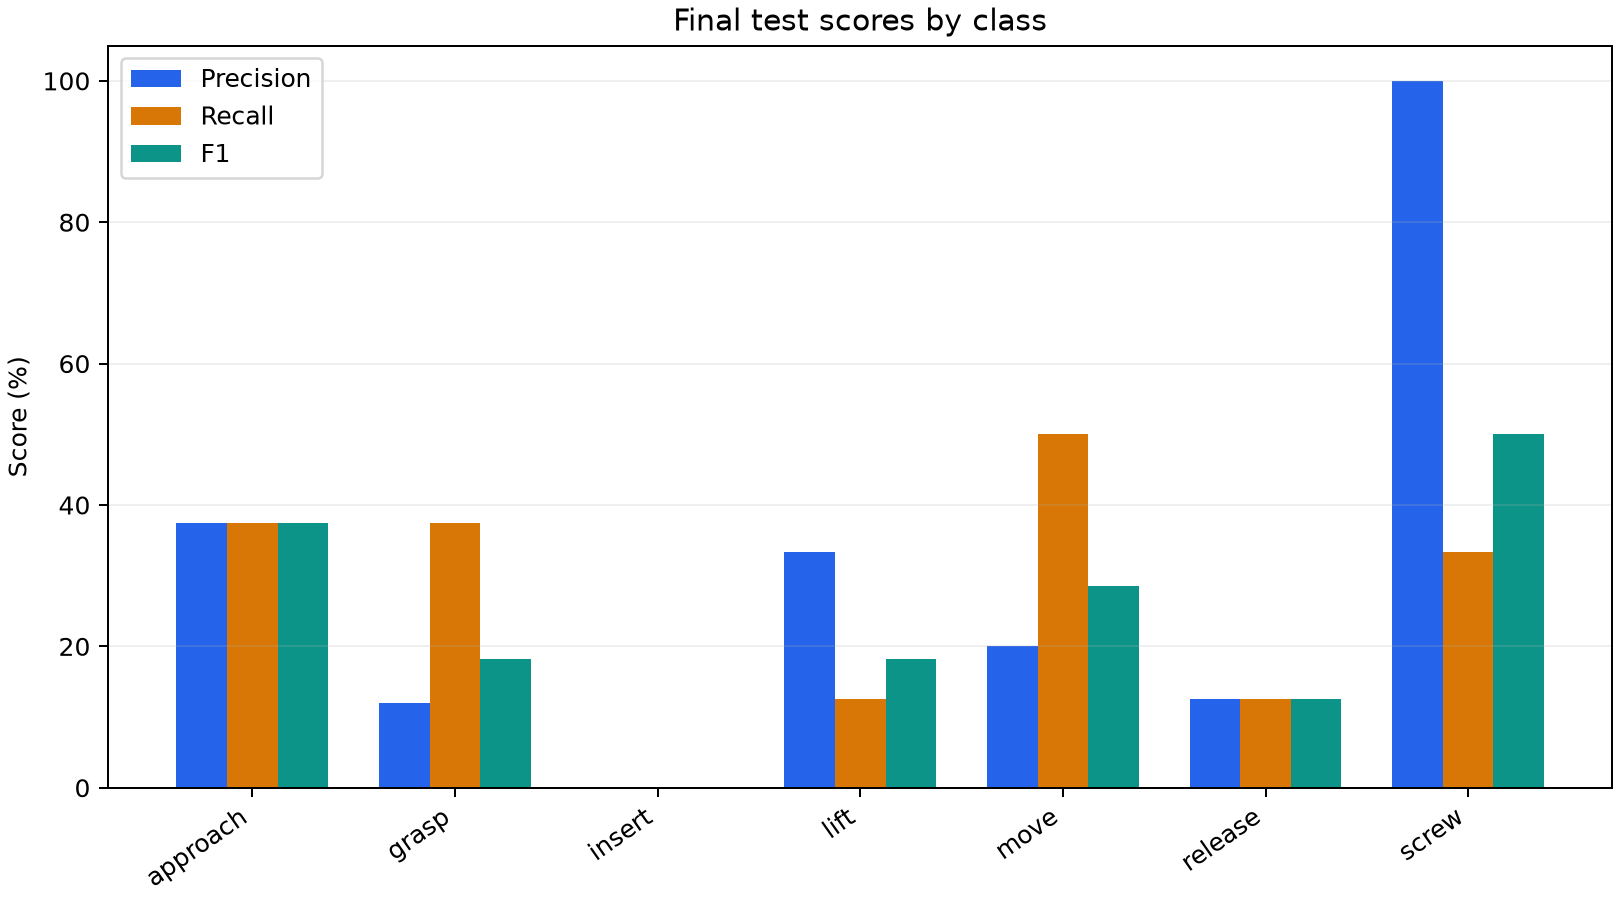 Final test scores by class
Precision
Recall
F1
Score (%)
100
80
60
40
20
0
approach
grasp
insert
lift
move
release
screw